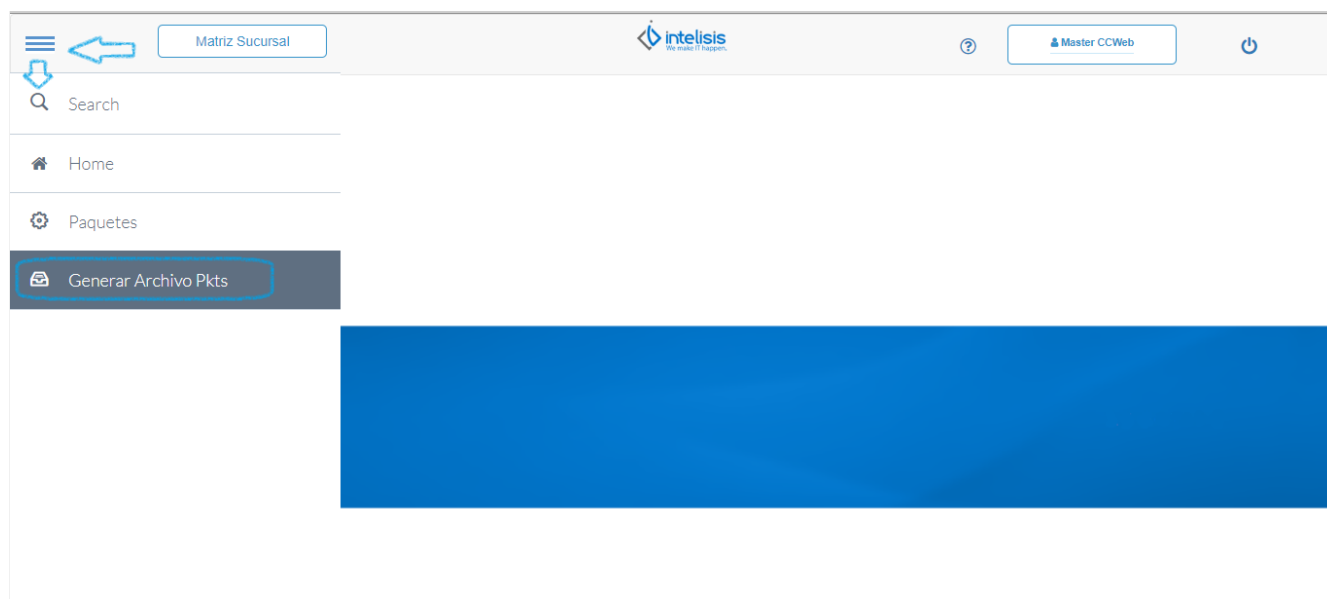 Matriz Sucursal
intelisis
We make IT happen.
Master CCWeb
Search
Home
Paquetes
Generar Archivo Pkts